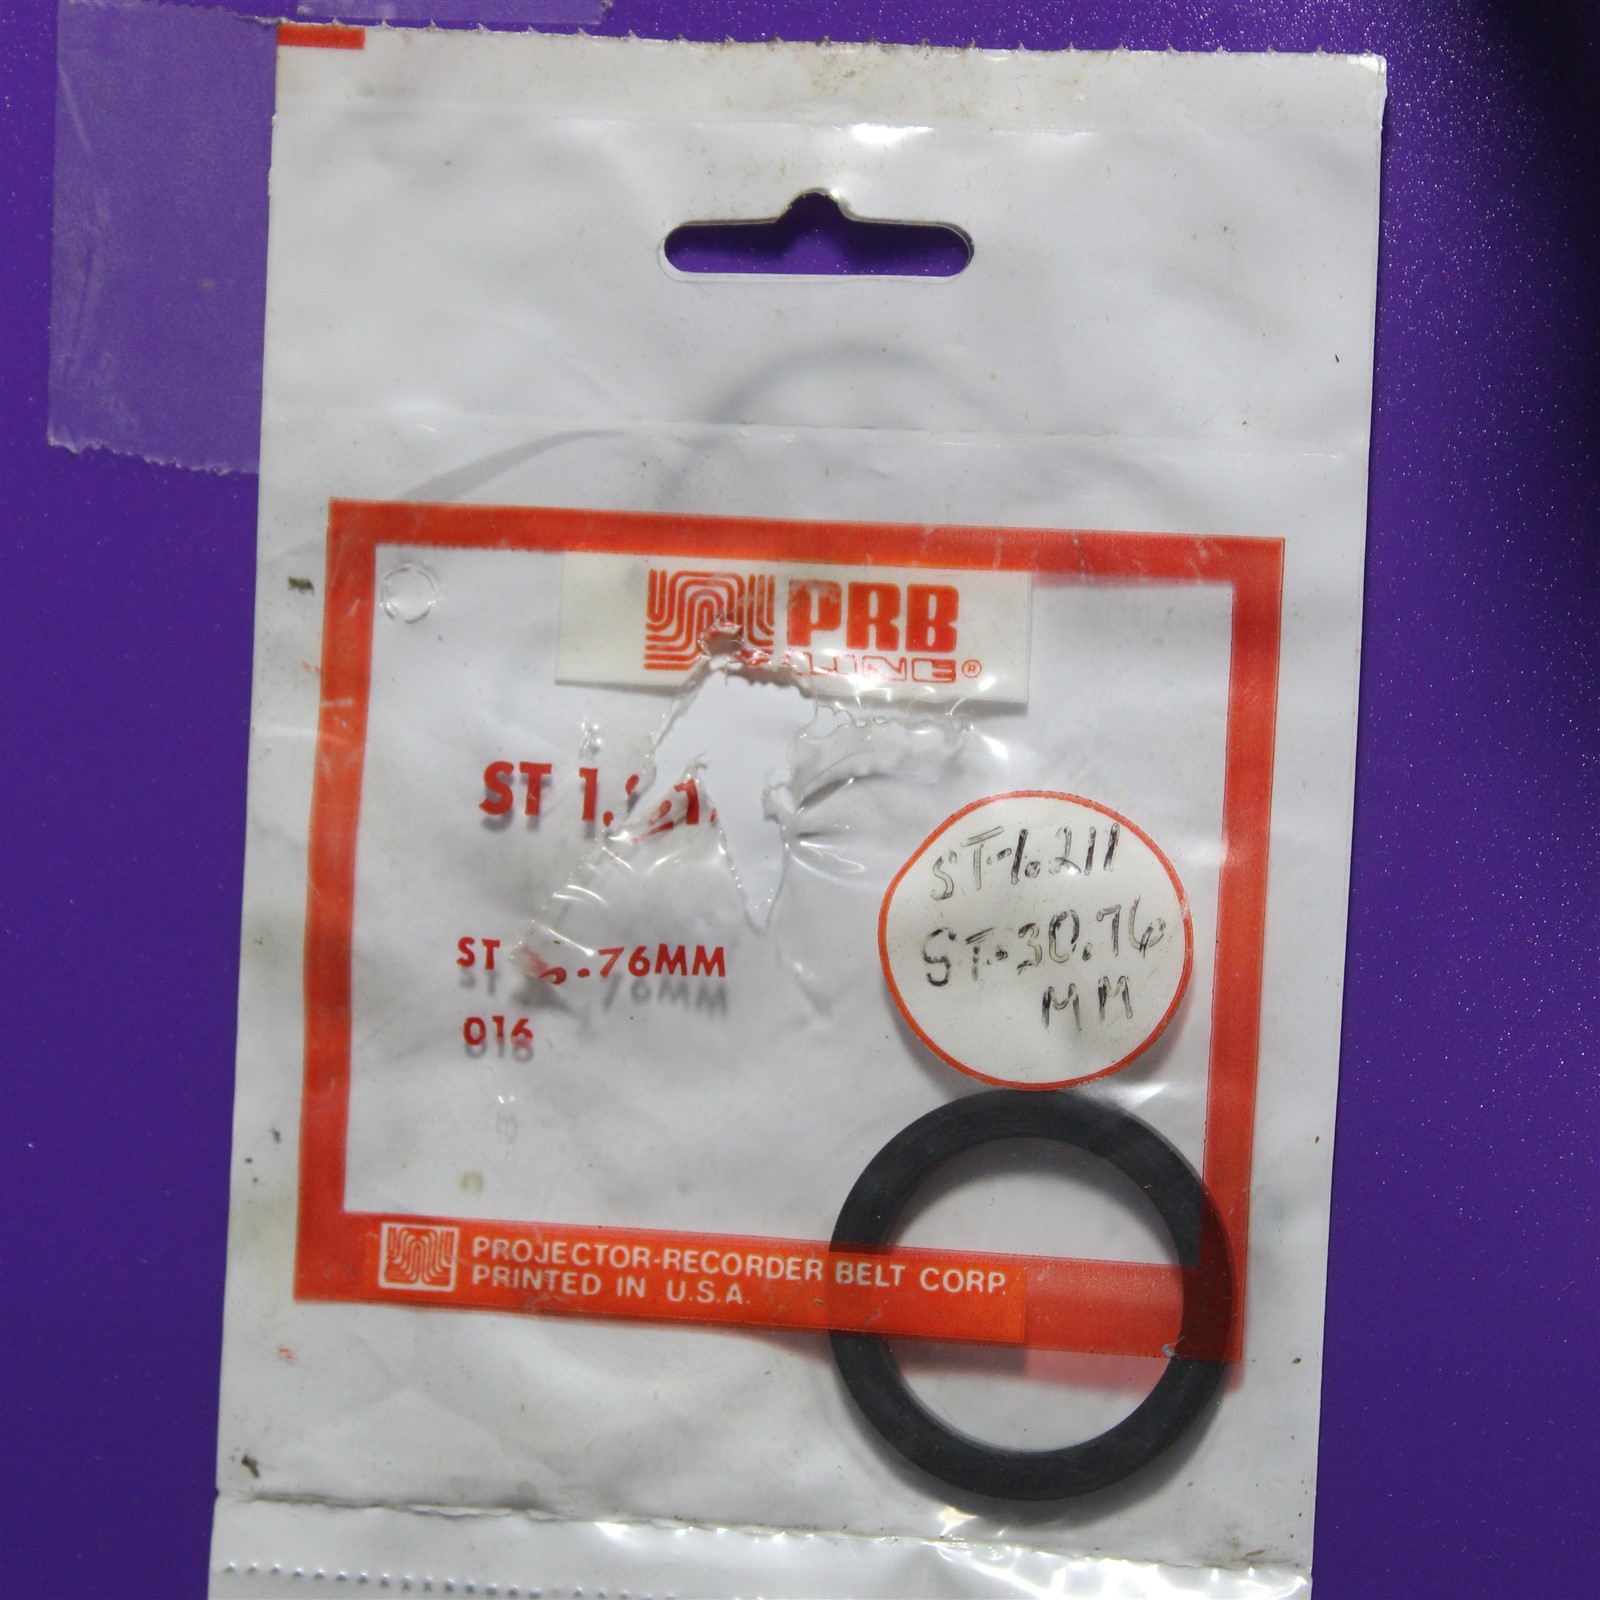 PRB
LINE®
ST 1.
ST-1.211
ST-30.76
MM
ST .76MM
016
PROJECTOR-RECORDER BELT CORP.
PRINTED IN U.S.A.